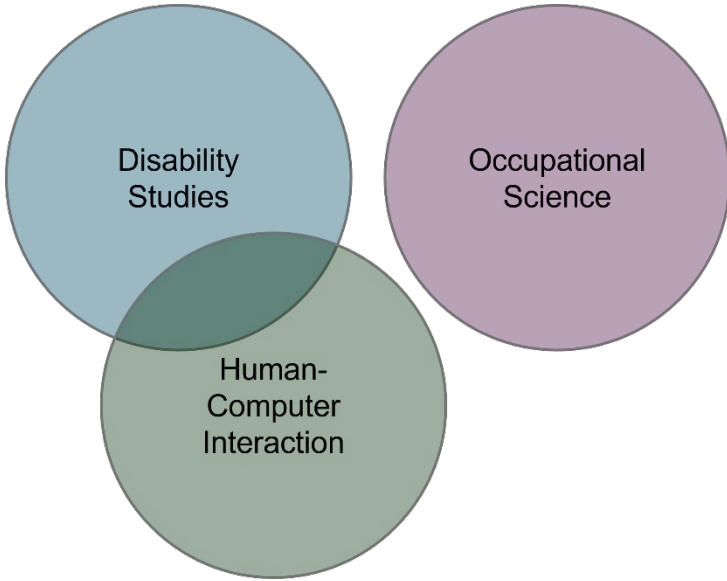 Disability
Studies
Occupational
Science
Human-
Computer
Interaction